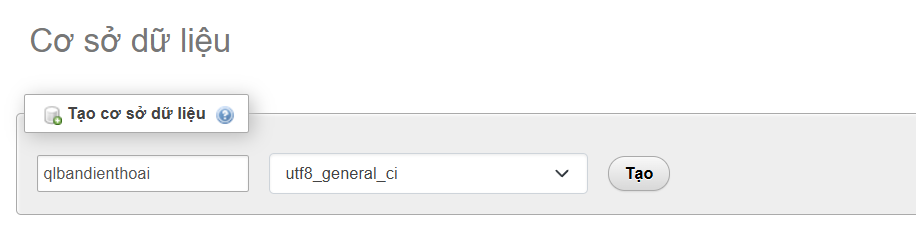 Cơ sở dữ liệu
Tạo cơ sở dữ liệu
qlbandienthoai utf8_general_ci Tạo